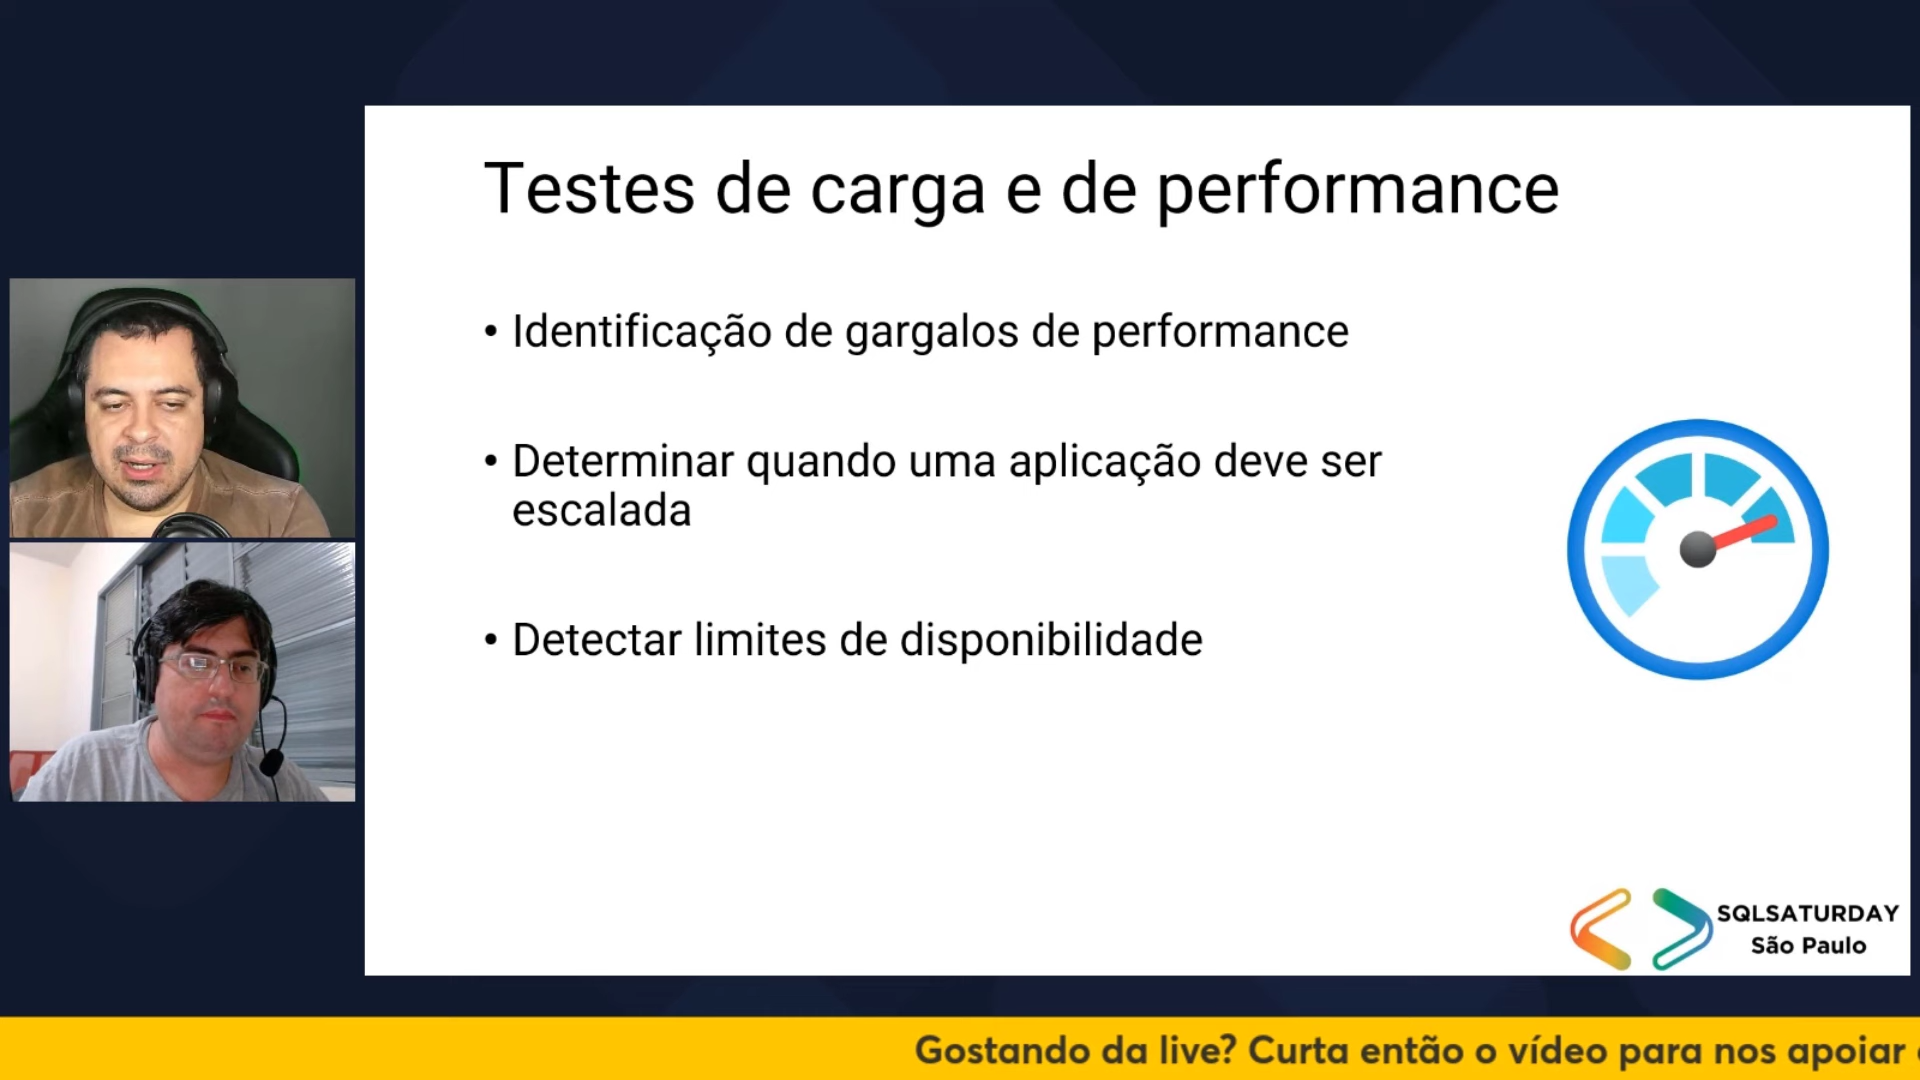 Testes de carga e de performance
• Identificação de gargalos de performance
• Determinar quando uma aplicação deve ser
escalada
• Detectar limites de disponibilidade
SQLSATURDAY
São Paulo
Gostando da live? Curta então o vídeo para nos apoiar